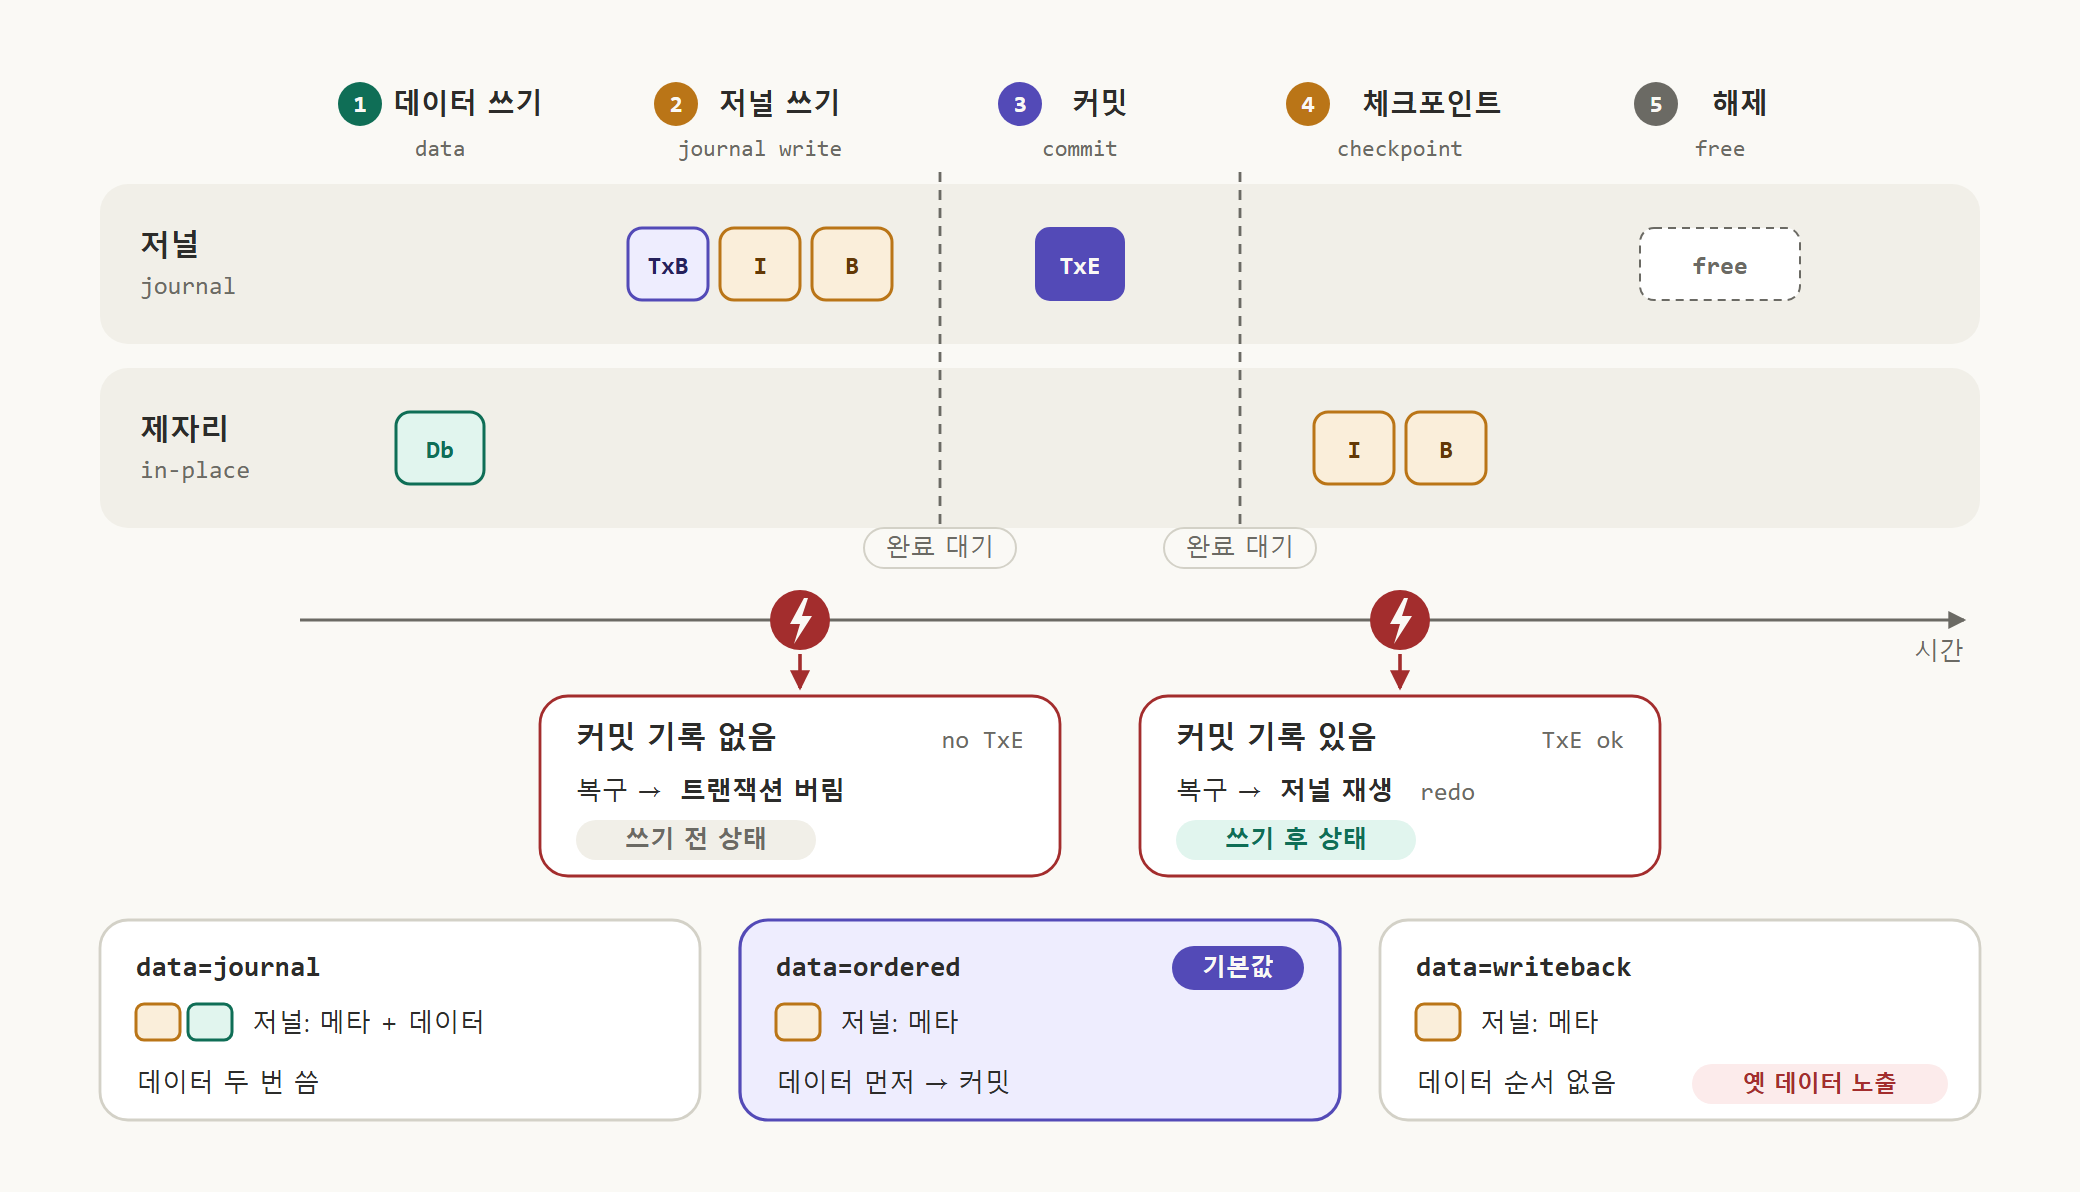 1 데이터 쓰기
data
2 저널 쓰기
journal write
3 커밋
commit
4 체크포인트
checkpoint
5 해제
free
저널
journal
TxB I B
TxE
free
제자리
in-place
Db
I B
완료 대기
완료 대기
시간
커밋 기록 없음 no TxE
복구 → 트랜잭션 버림
쓰기 전 상태
커밋 기록 있음 TxE ok
복구 → 저널 재생 redo
쓰기 후 상태
data=journal
저널: 메타 + 데이터
데이터 두 번 씀
data=ordered 기본값
저널: 메타
데이터 먼저 → 커밋
data=writeback
저널: 메타
데이터 순서 없음 옛 데이터 노출